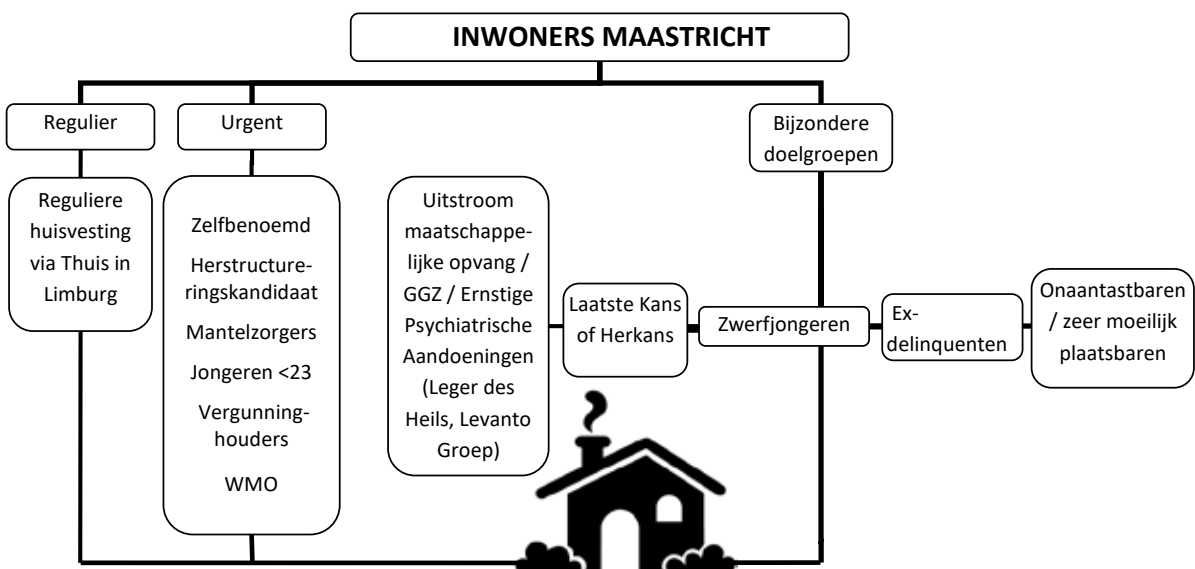 INWONERS MAASTRICHT
Regulier
Urgent
Bijzondere
doelgroepen
Reguliere
huisvesting
via Thuis in
Limburg
Zelfbenoemd
Herstructure-
ringskandidaat
Mantelzorgers
Jongeren <23
Vergunning-
houders
WMO
Uitstroom
maatschappe-
lijke opvang /
GGZ / Ernstige
Psychiatrische
Aandoeningen
(Leger des
Heils, Levanto
Groep)
Laatste Kans
of Herkans
Zwerfjongeren
Ex-
delinquenten
Onaantastbaren
/ zeer moeilijk
plaatsbaren